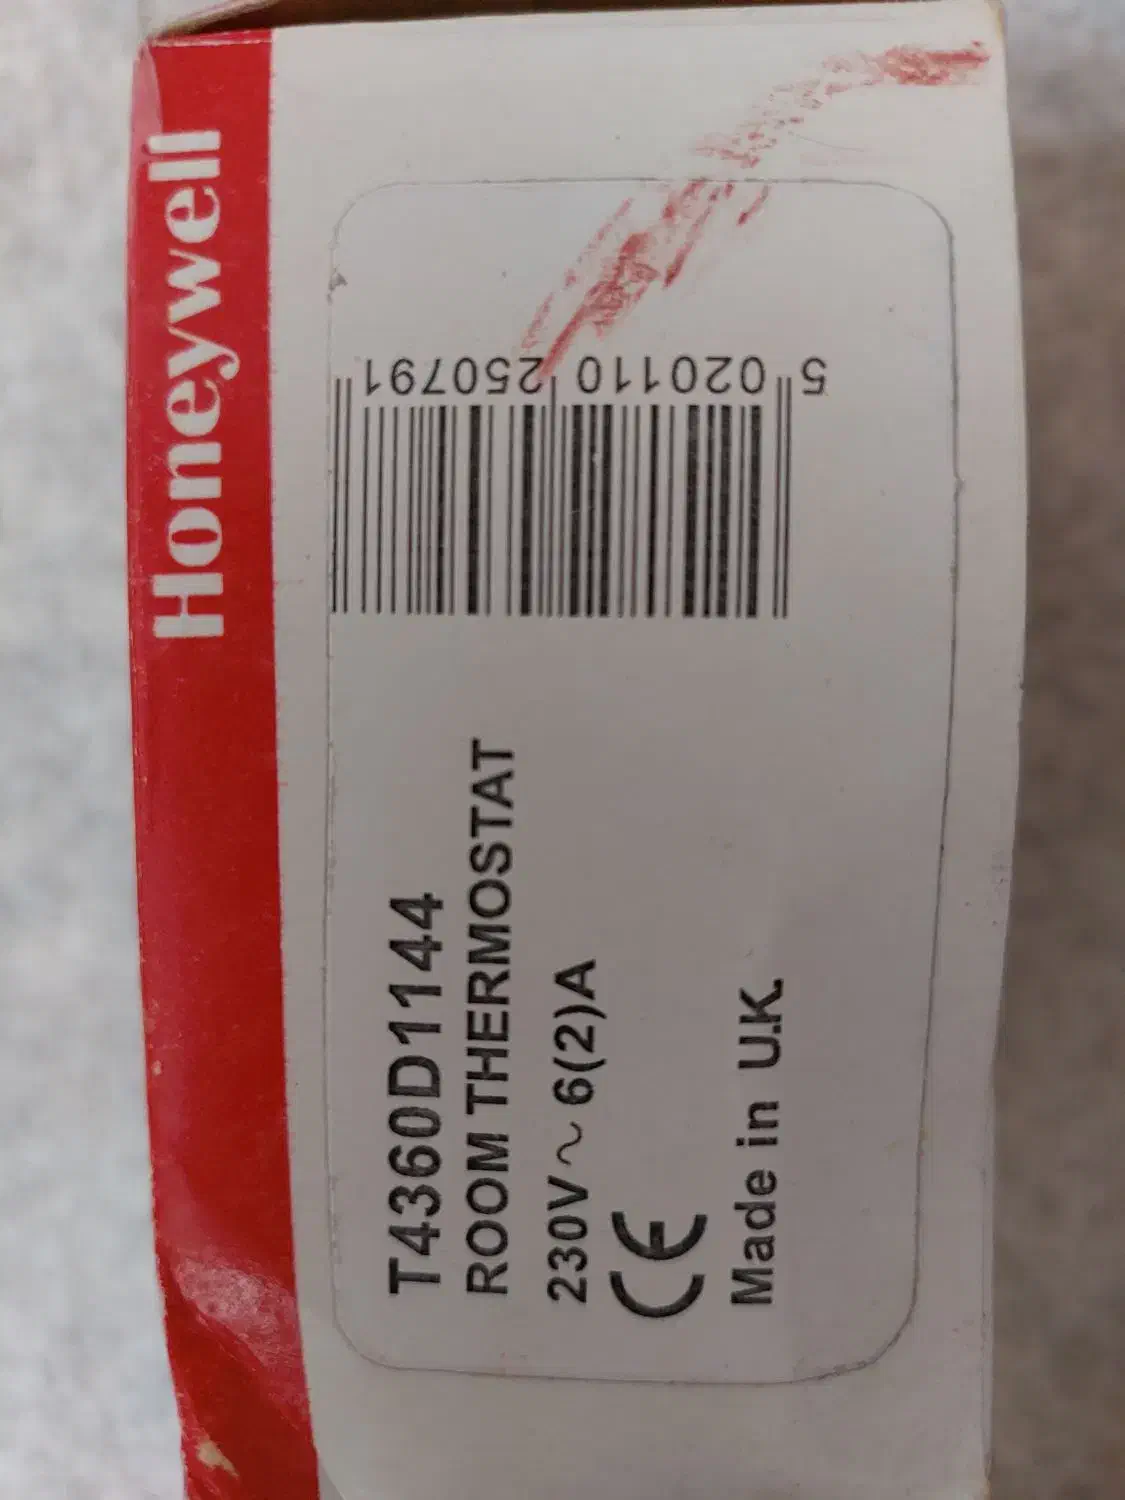 Honeywell
T4360D1144
ROOM THERMOSTAT
230V ~ 6(2)A
CE
Made in U.K.
5 020110 250791